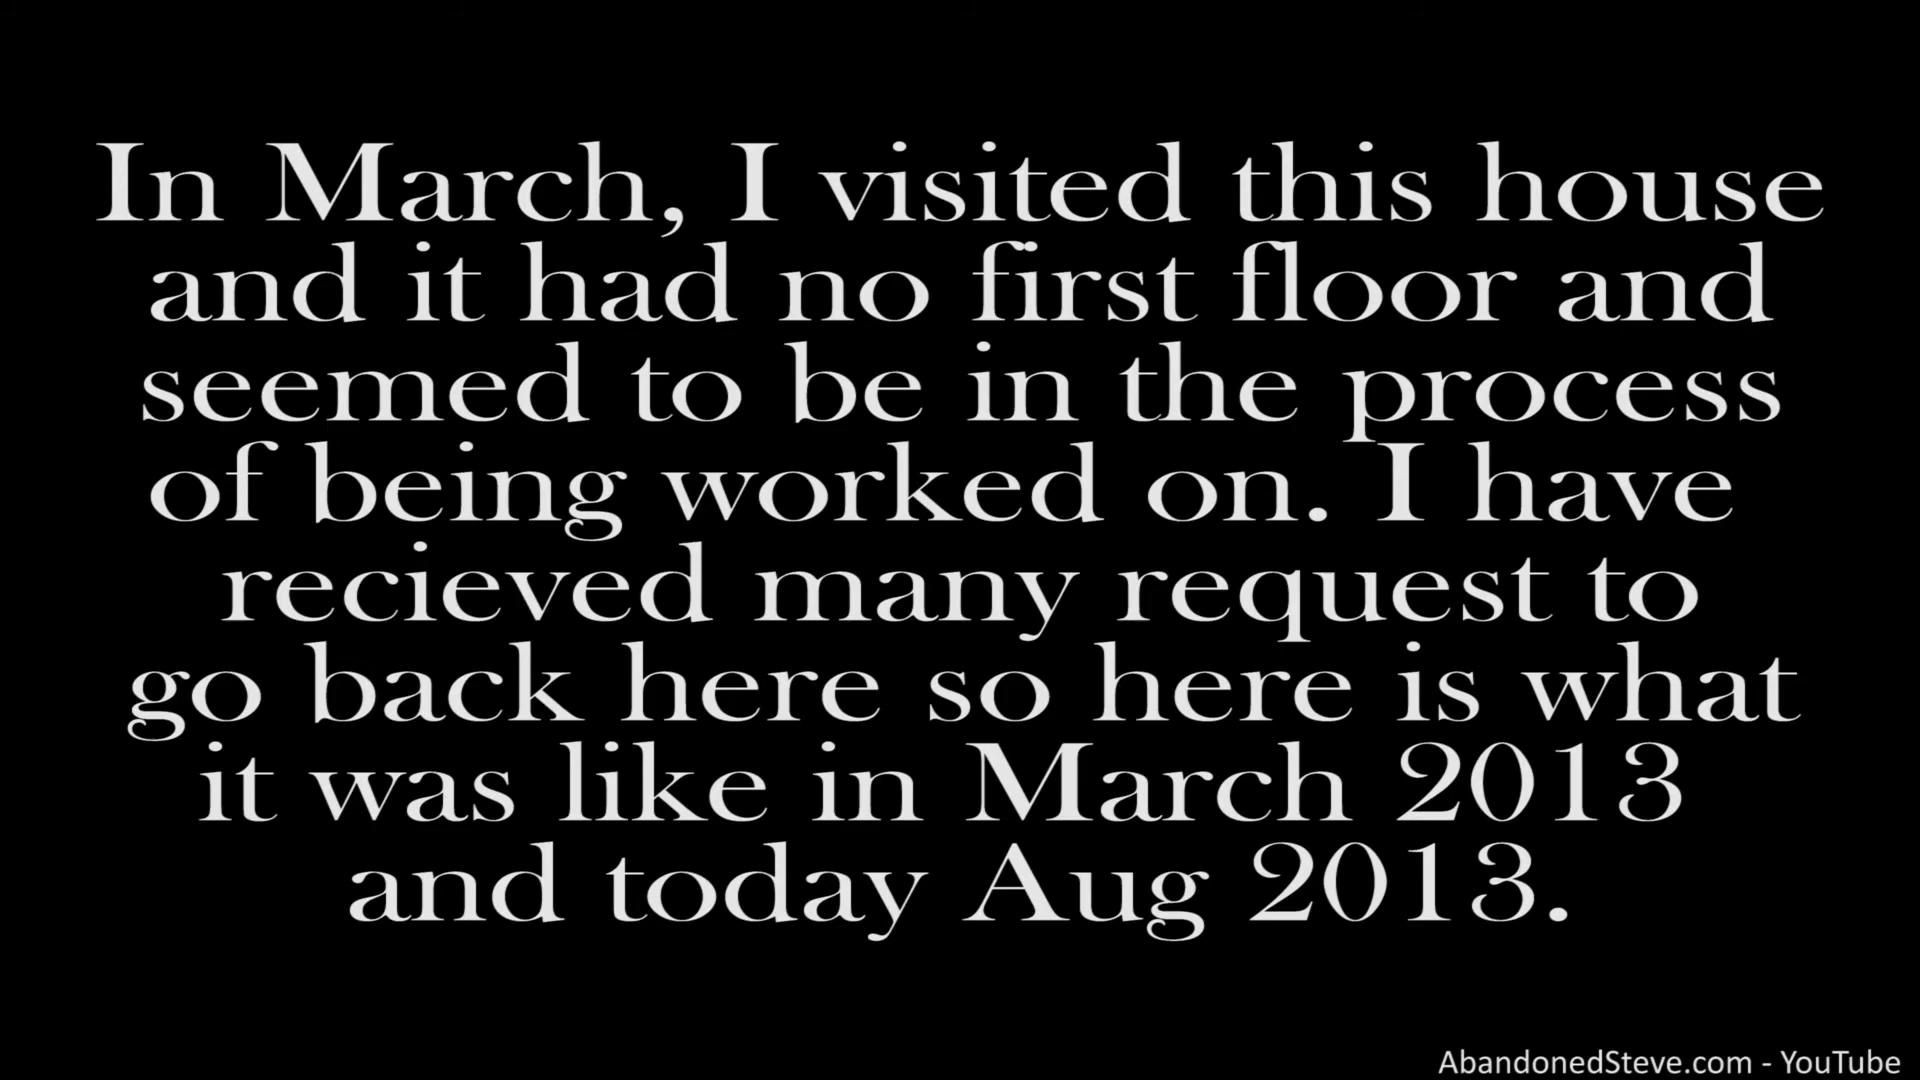 In March, I visited this house
and it had no first floor and
seemed to be in the process
of being worked on. I have
recieved many request to
go back here so here is what
it was like in March 2013
and today Aug 2013.
AbandonedSteve.com - YouTube